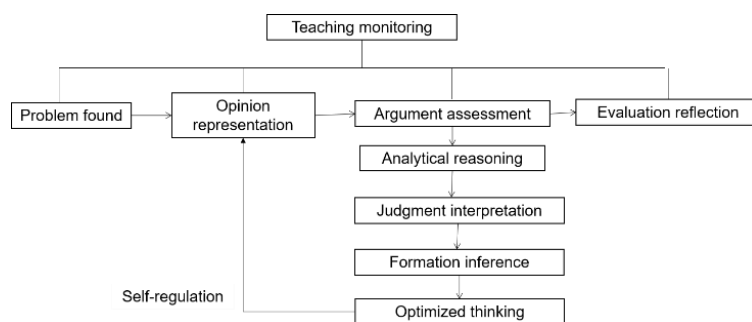 Teaching monitoring
Problem found
Opinion
representation
Argument assessment
Evaluation reflection
Analytical reasoning
Judgment interpretation
Formation inference
Self-regulation
Optimized thinking